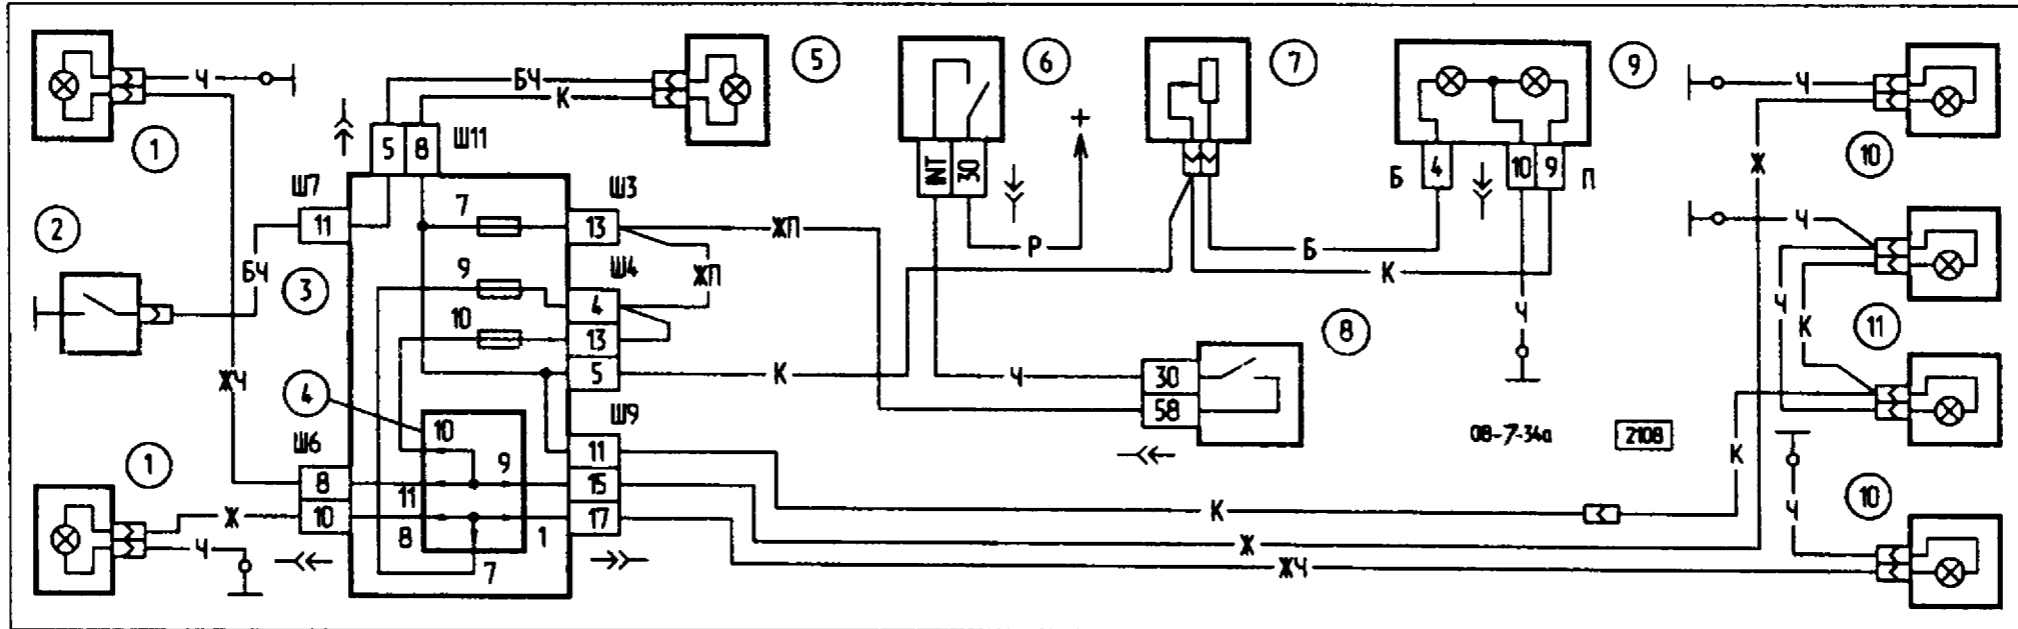 Ч
1
ЖЧ
2
БЧ
3
4
1
Ж
Ч
БЧ
К
5
5 8 Ш11
Ш7
11
7
Ш3
13
ЖП
9
Ш4
ЖП
4
10
13
5
К
10
9
11
8
1
7
Ш6
8
10
Ш9
11
15
17
6
INT 30
+
Р
7
Б
К
9
Б 4 10 9 П
Ч
8
Ч
30
58
08-7-34а
2108
К
Ж
ЖЧ
Ч
10
Ж
Ч
Ч
К
11
К
Ч
10